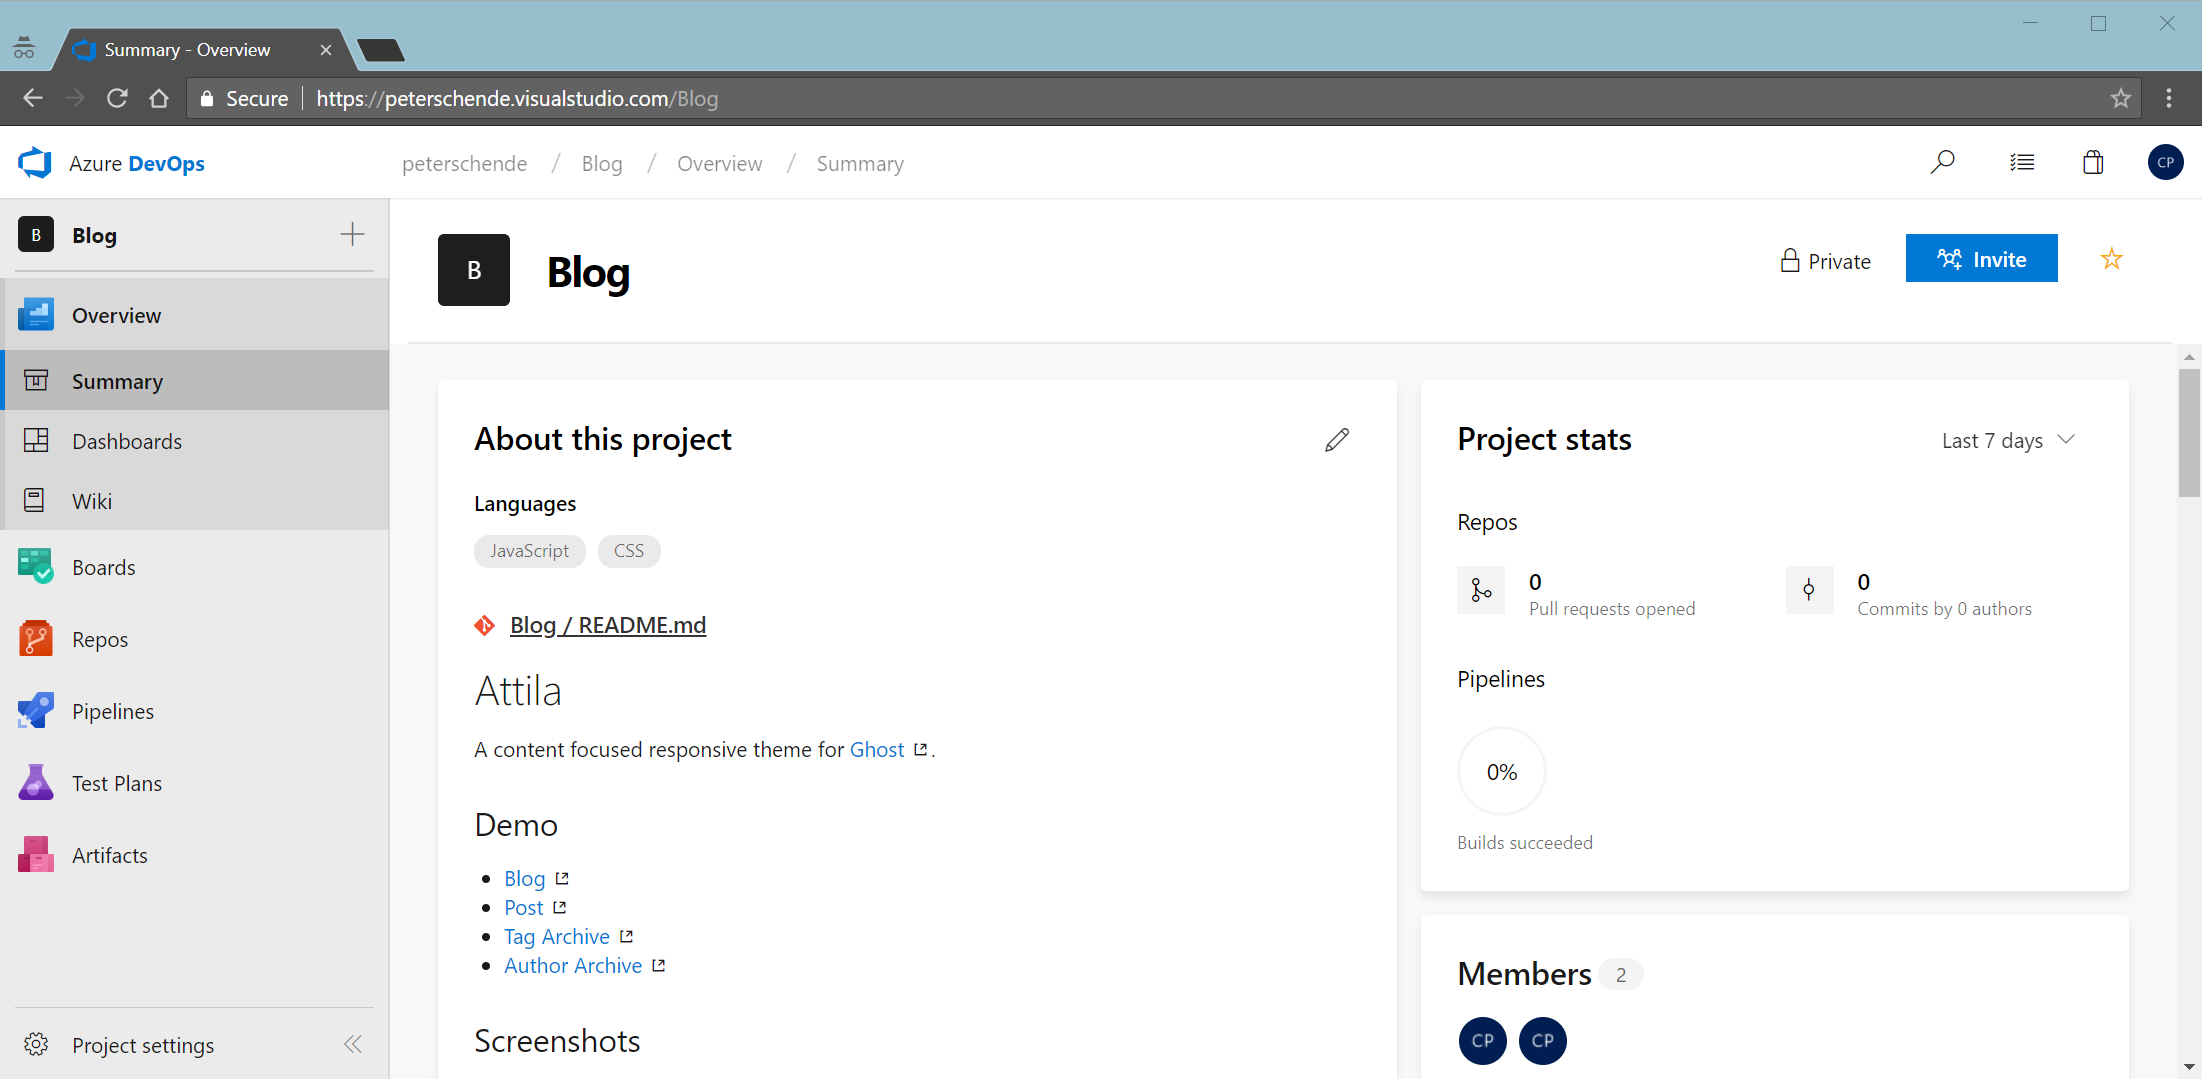 Summary - Overview
Secure
https://peterschende.visualstudio.com/Blog
Azure DevOps
peterschende / Blog / Overview / Summary
CP
B Blog
Overview
Summary
Dashboards
Wiki
Boards
Repos
Pipelines
Test Plans
Artifacts
Project settings
B
Blog
Private
Invite
About this project
Languages
JavaScript CSS
Blog / README.md
Attila
A content focused responsive theme for Ghost .
Demo
Blog
Post
Tag Archive
Author Archive
Screenshots
Project stats
Last 7 days
Repos
0
Pull requests opened
0
Commits by 0 authors
Pipelines
0%
Builds succeeded
Members 2
CP CP